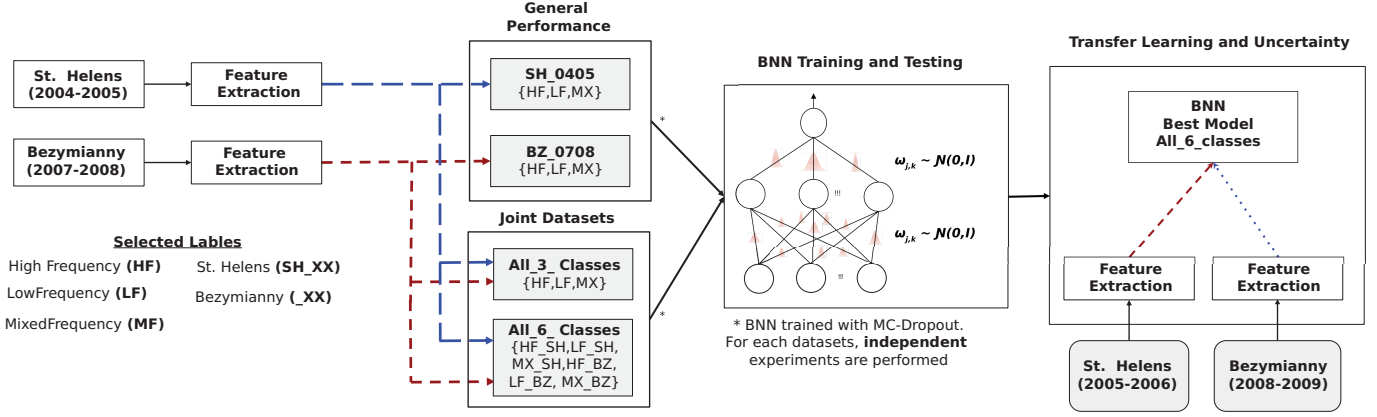 General
Performance
St. Helens
(2004-2005)
Feature
Extraction
SH_0405
{HF,LF,MX}
Bezymianny
(2007-2008)
Feature
Extraction
BZ_0708
{HF,LF,MX}
*
Joint Datasets
All_3_ Classes
{HF,LF,MX}
All_6_ Classes
{HF_SH,LF_SH,
MX_SH,HF_BZ,
LF_BZ, MX_BZ}
*
Selected Lables
High Frequency (HF)
LowFrequency (LF)
MixedFrequency (MF)
St. Helens (SH_XX)
Bezymianny (_XX)
BNN Training and Testing
ω_{j,k} ~ N(0,I)
!!!
ω_{j,k} ~ N(0,I)
!!!
* BNN trained with MC-Dropout.
For each datasets, independent
experiments are performed
Transfer Learning and Uncertainty
BNN
Best Model
All_6_classes
Feature
Extraction
Feature
Extraction
St. Helens
(2005-2006)
Bezymianny
(2008-2009)